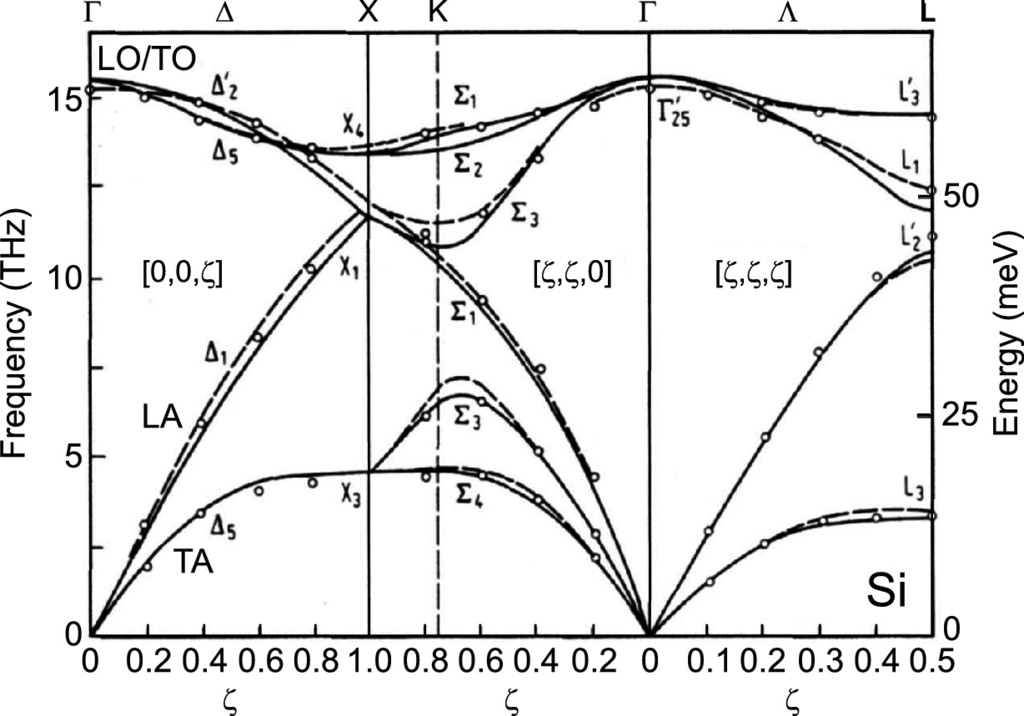 Γ Δ X K Γ Λ L
LO/TO
Δ′2
Δ5
X4
Σ1
Σ2
Σ3
Γ′25
L′3
L1
L′2
[0,0,ζ]
X1
[ζ,ζ,0]
[ζ,ζ,ζ]
Δ1
Σ1
LA
Σ3
X3
Σ4
L3
Δ5
TA
Si
Frequency (THz)
15
10
5
0
Energy (meV)
50
25
0
0 0.2 0.4 0.6 0.8 1.0 0.8 0.6 0.4 0.2 0 0.1 0.2 0.3 0.4 0.5
ζ ζ ζ